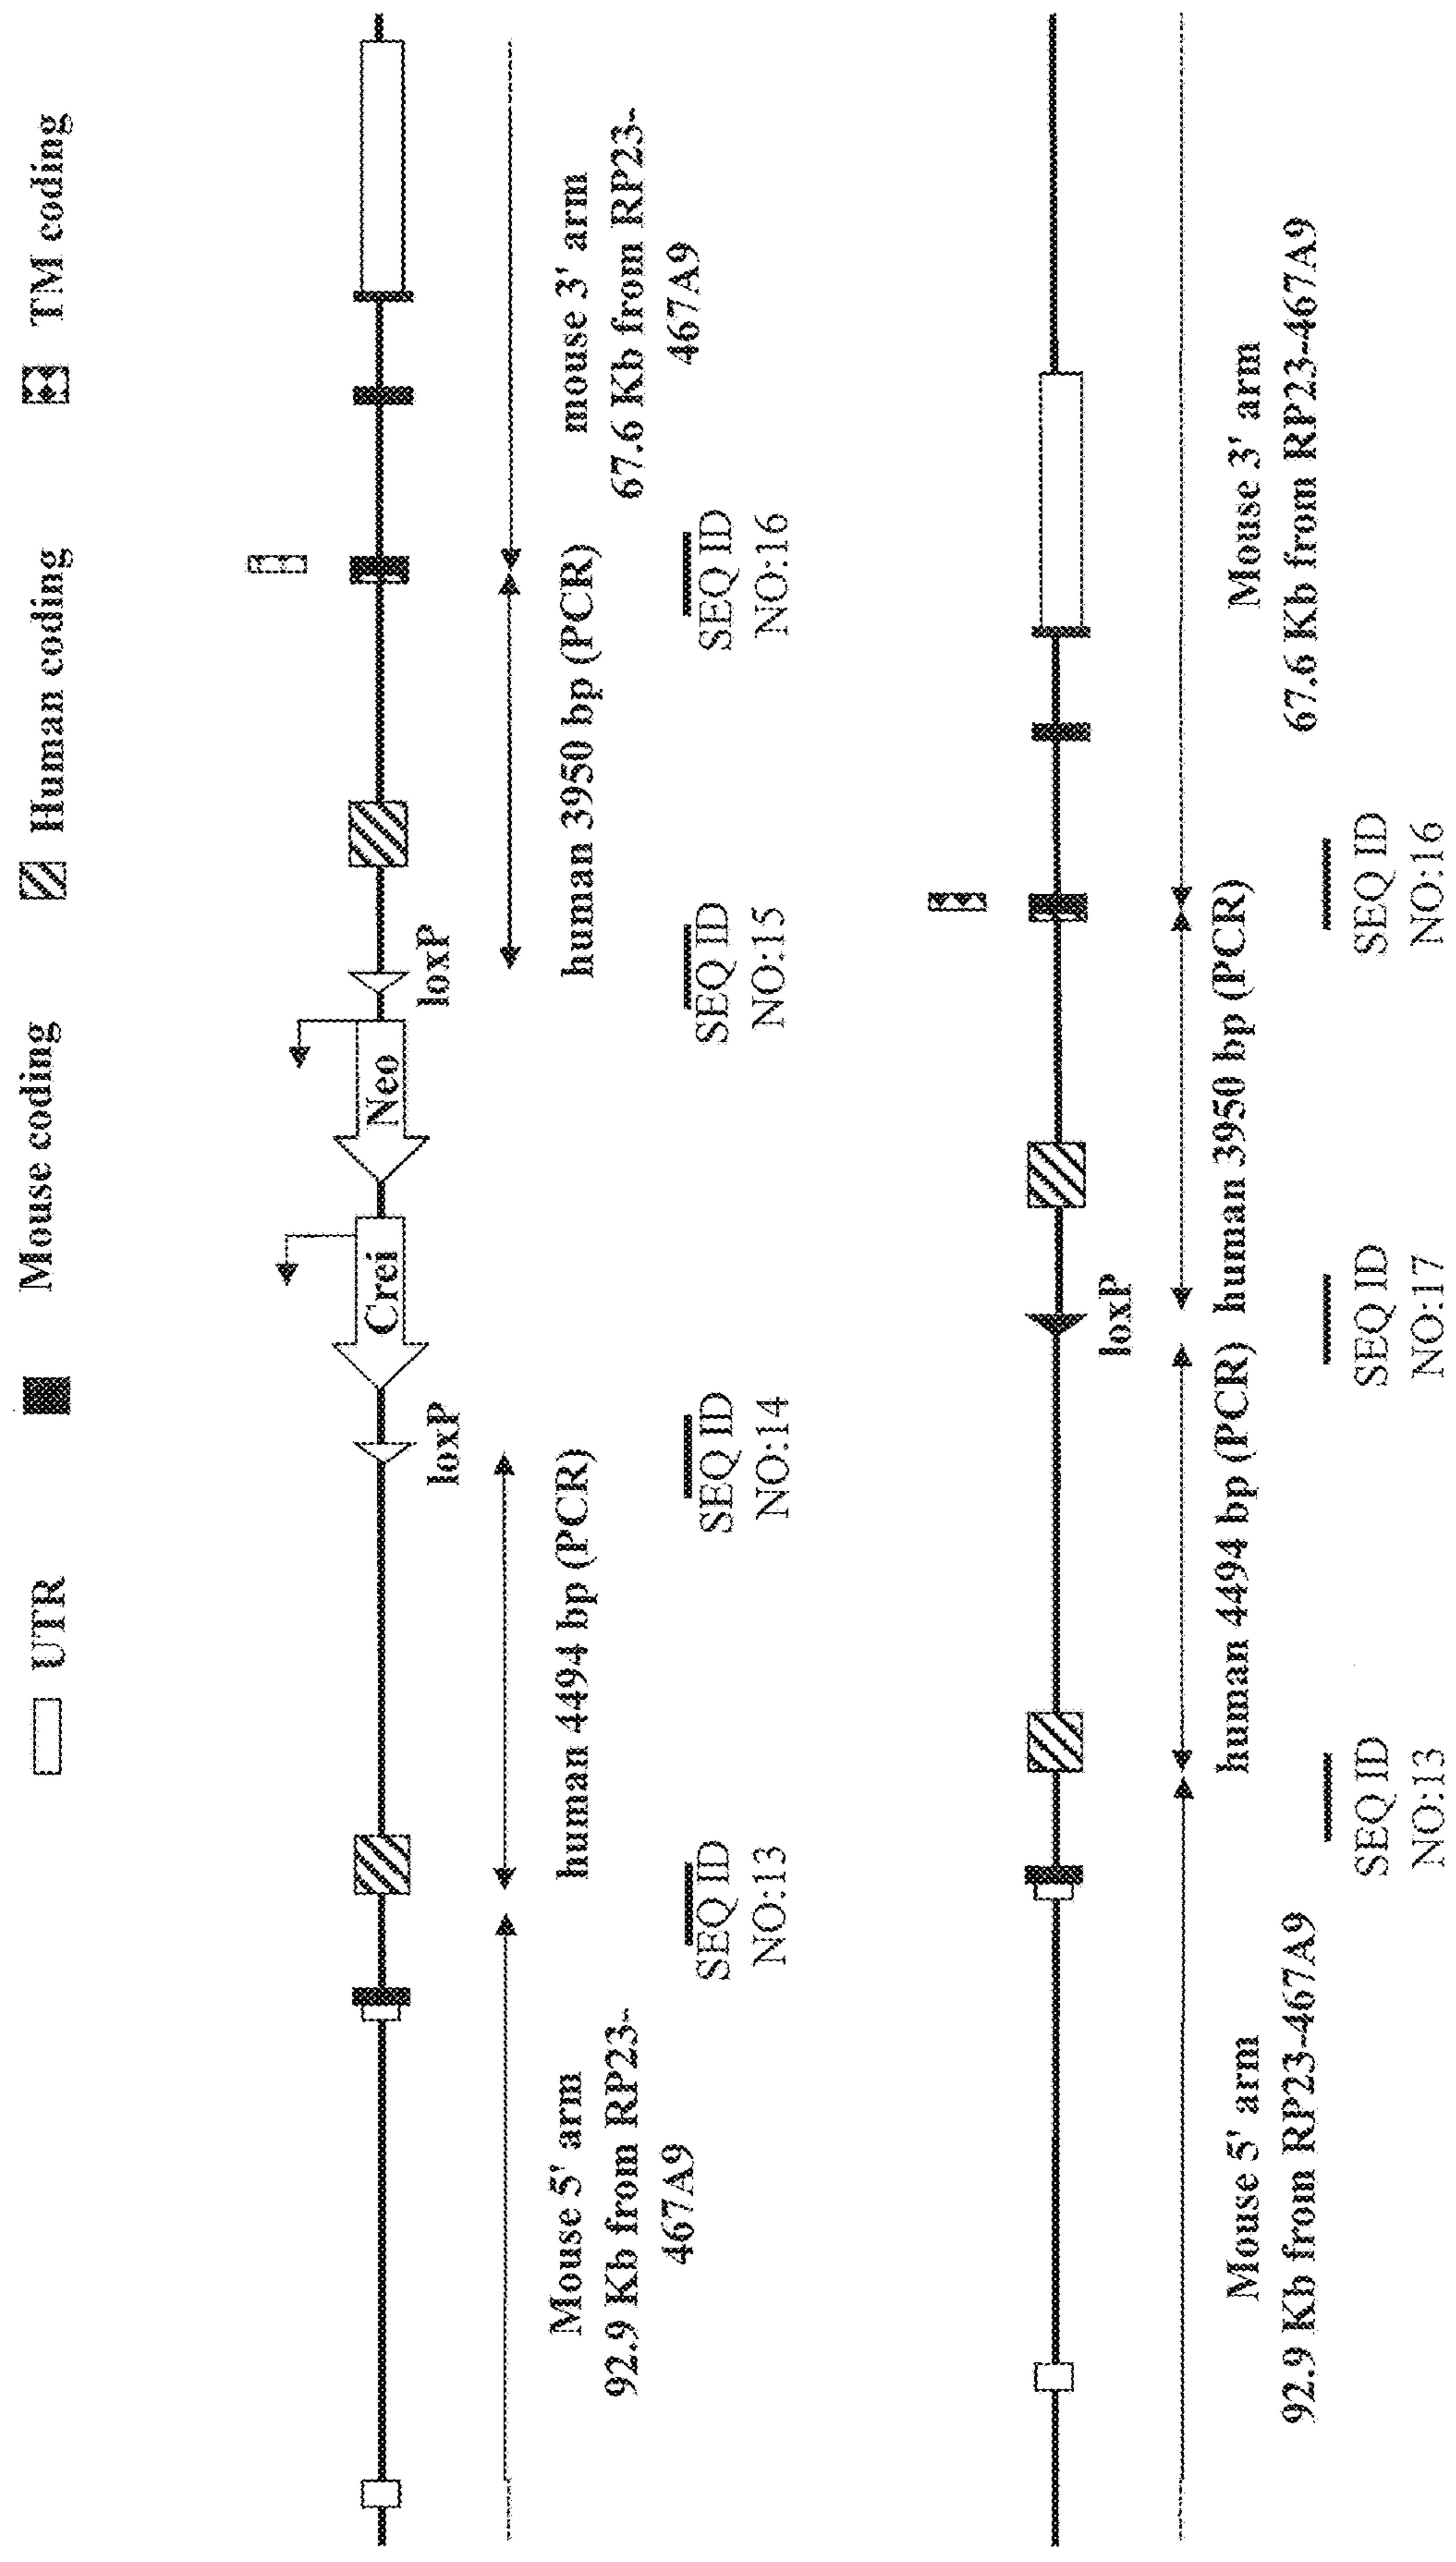 UTR
Mouse coding
Human coding
TM coding
loxP
Crei
Neo
loxP
Mouse 5' arm
92.9 Kb from RP23-
467A9
human 4494 bp (PCR)
human 3950 bp (PCR)
mouse 3' arm
67.6 Kb from RP23-
467A9
SEQ ID
NO:13
SEQ ID
NO:14
SEQ ID
NO:15
SEQ ID
NO:16
loxP
Mouse 5' arm
92.9 Kb from RP23-467A9
human 4494 bp (PCR)
human 3950 bp (PCR)
Mouse 3' arm
67.6 Kb from RP23-467A9
SEQ ID
NO:13
SEQ ID
NO:17
SEQ ID
NO:16